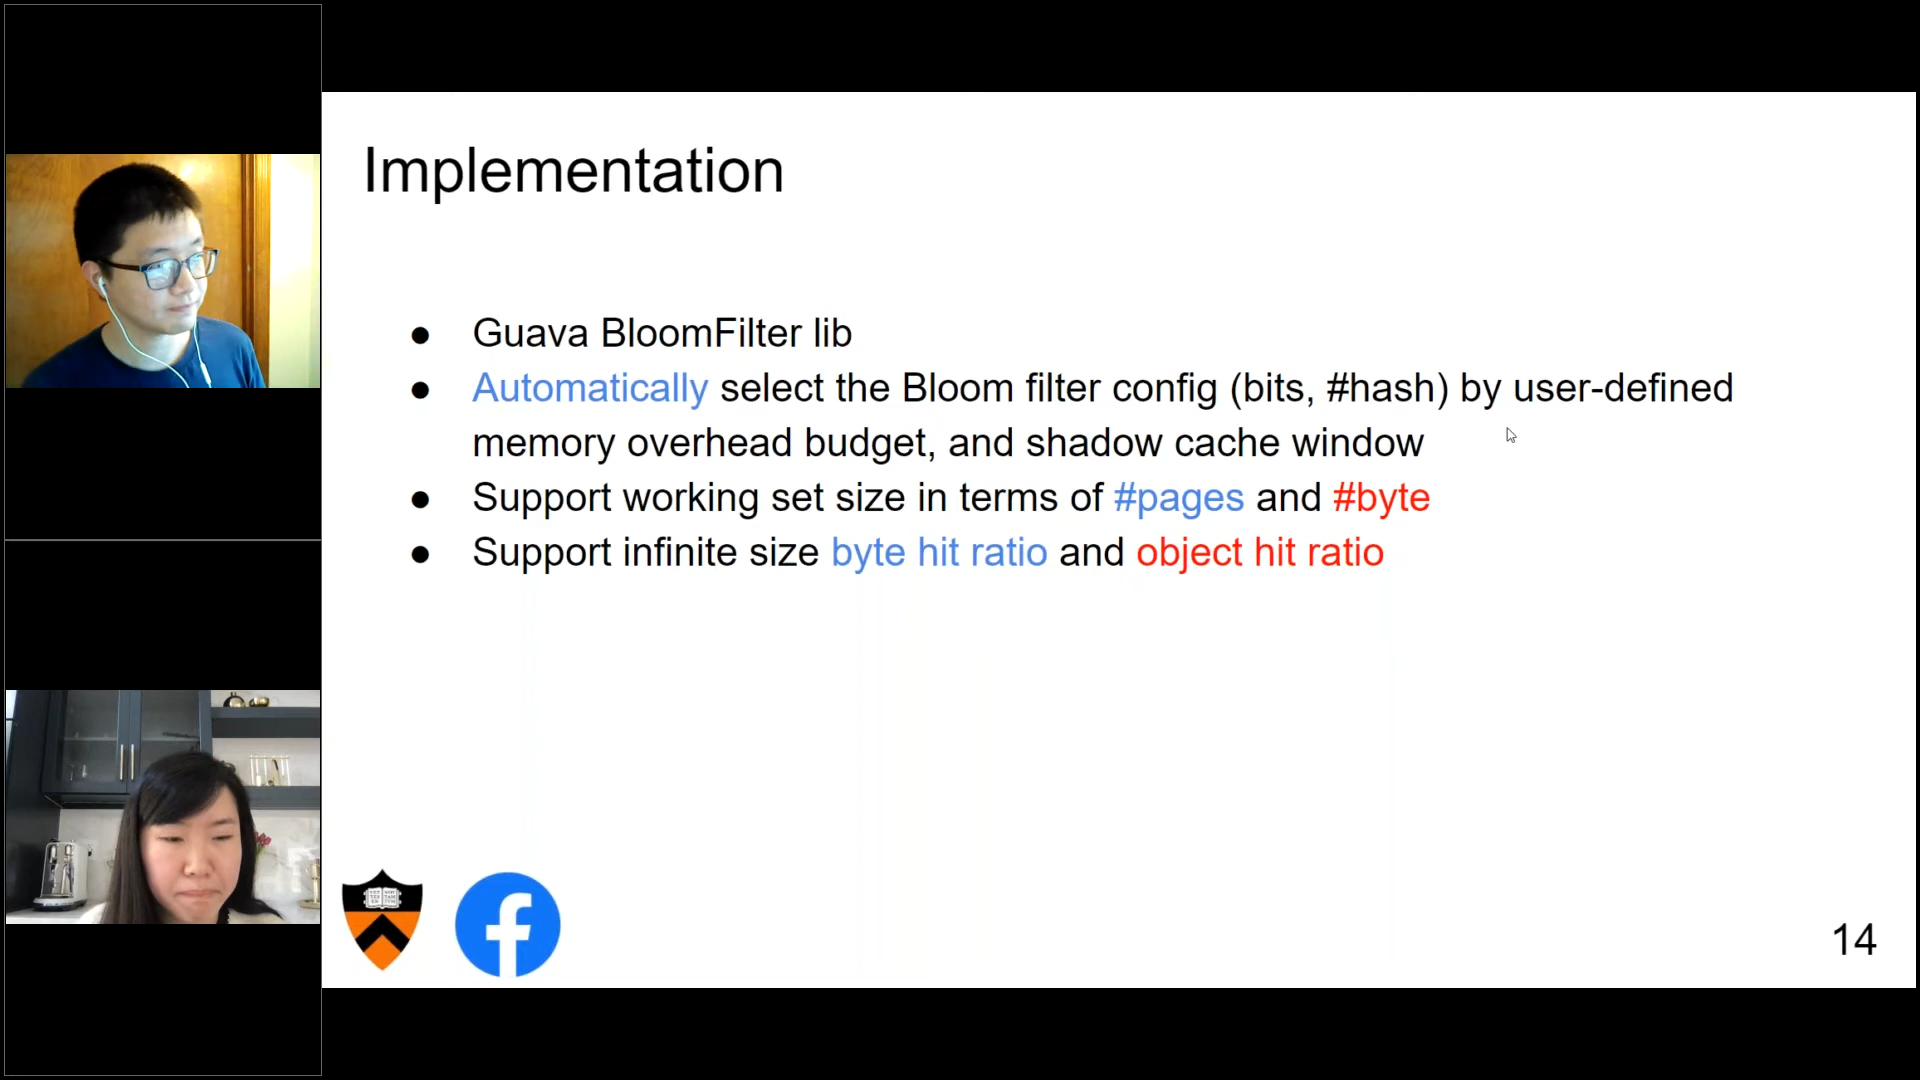 Implementation
● Guava BloomFilter lib
● Automatically select the Bloom filter config (bits, #hash) by user-defined
memory overhead budget, and shadow cache window
● Support working set size in terms of #pages and #byte
● Support infinite size byte hit ratio and object hit ratio
14